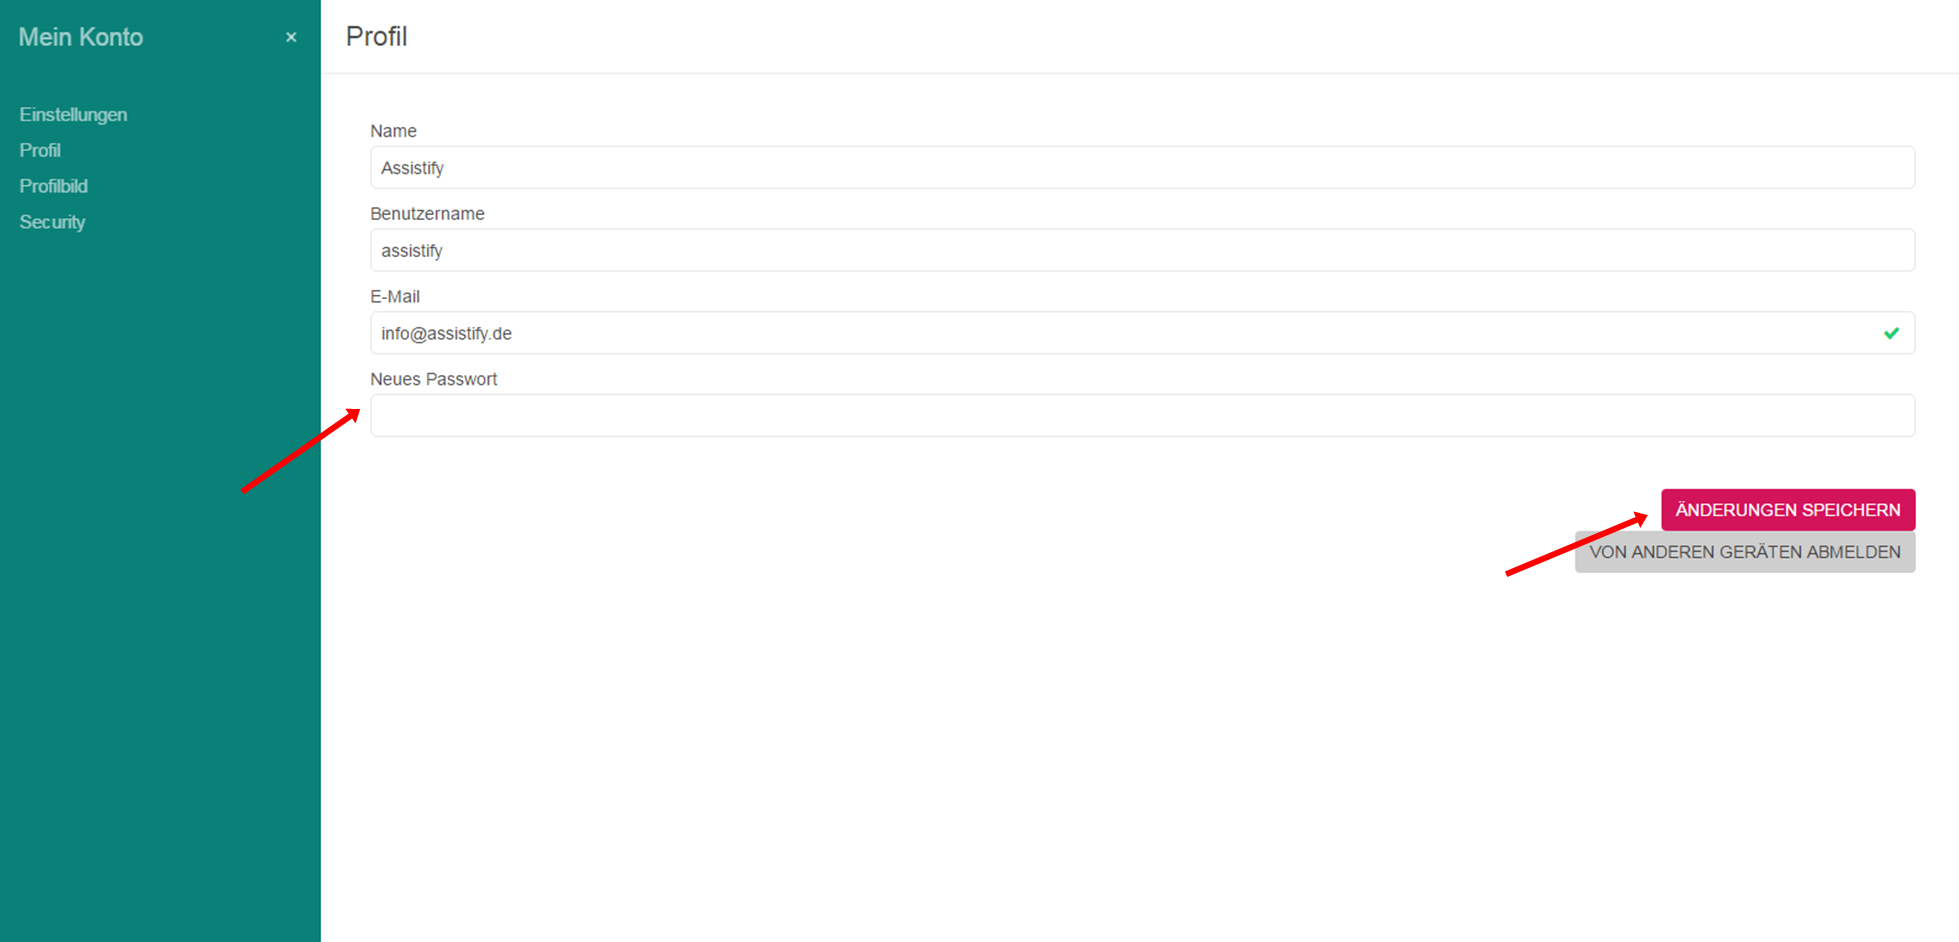 Mein Konto ×
Einstellungen
Profil
Profilbild
Security
Profil
Name
Assistify
Benutzername
assistify
E-Mail
info@assistify.de
Neues Passwort
ÄNDERUNGEN SPEICHERN
VON ANDEREN GERÄTEN ABMELDEN